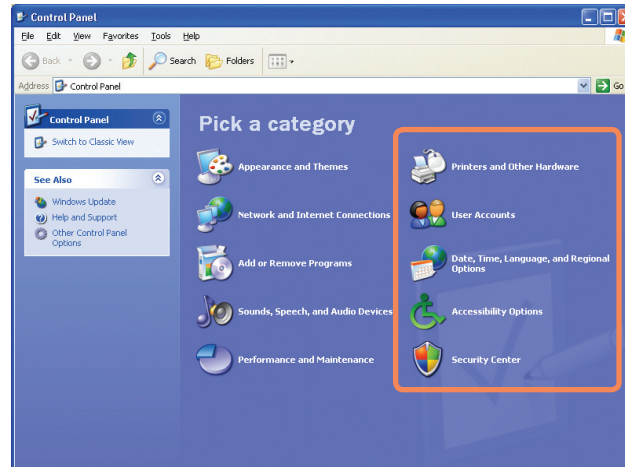 Control Panel
File Edit View Favorites Tools Help
Back Search Folders
Address Control Panel Go
Control Panel
Switch to Classic View
See Also
Windows Update
Help and Support
Other Control Panel
Options
Pick a category
Appearance and Themes
Printers and Other Hardware
Network and Internet Connections
User Accounts
Add or Remove Programs
Date, Time, Language, and Regional
Options
Sounds, Speech, and Audio Devices
Accessibility Options
Performance and Maintenance
Security Center